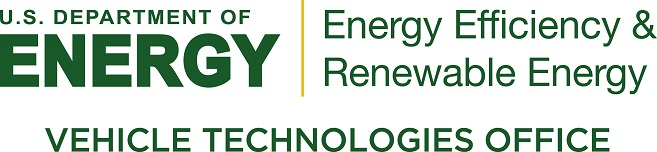 U.S. DEPARTMENT OF
ENERGY
Energy Efficiency &
Renewable Energy
VEHICLE TECHNOLOGIES OFFICE